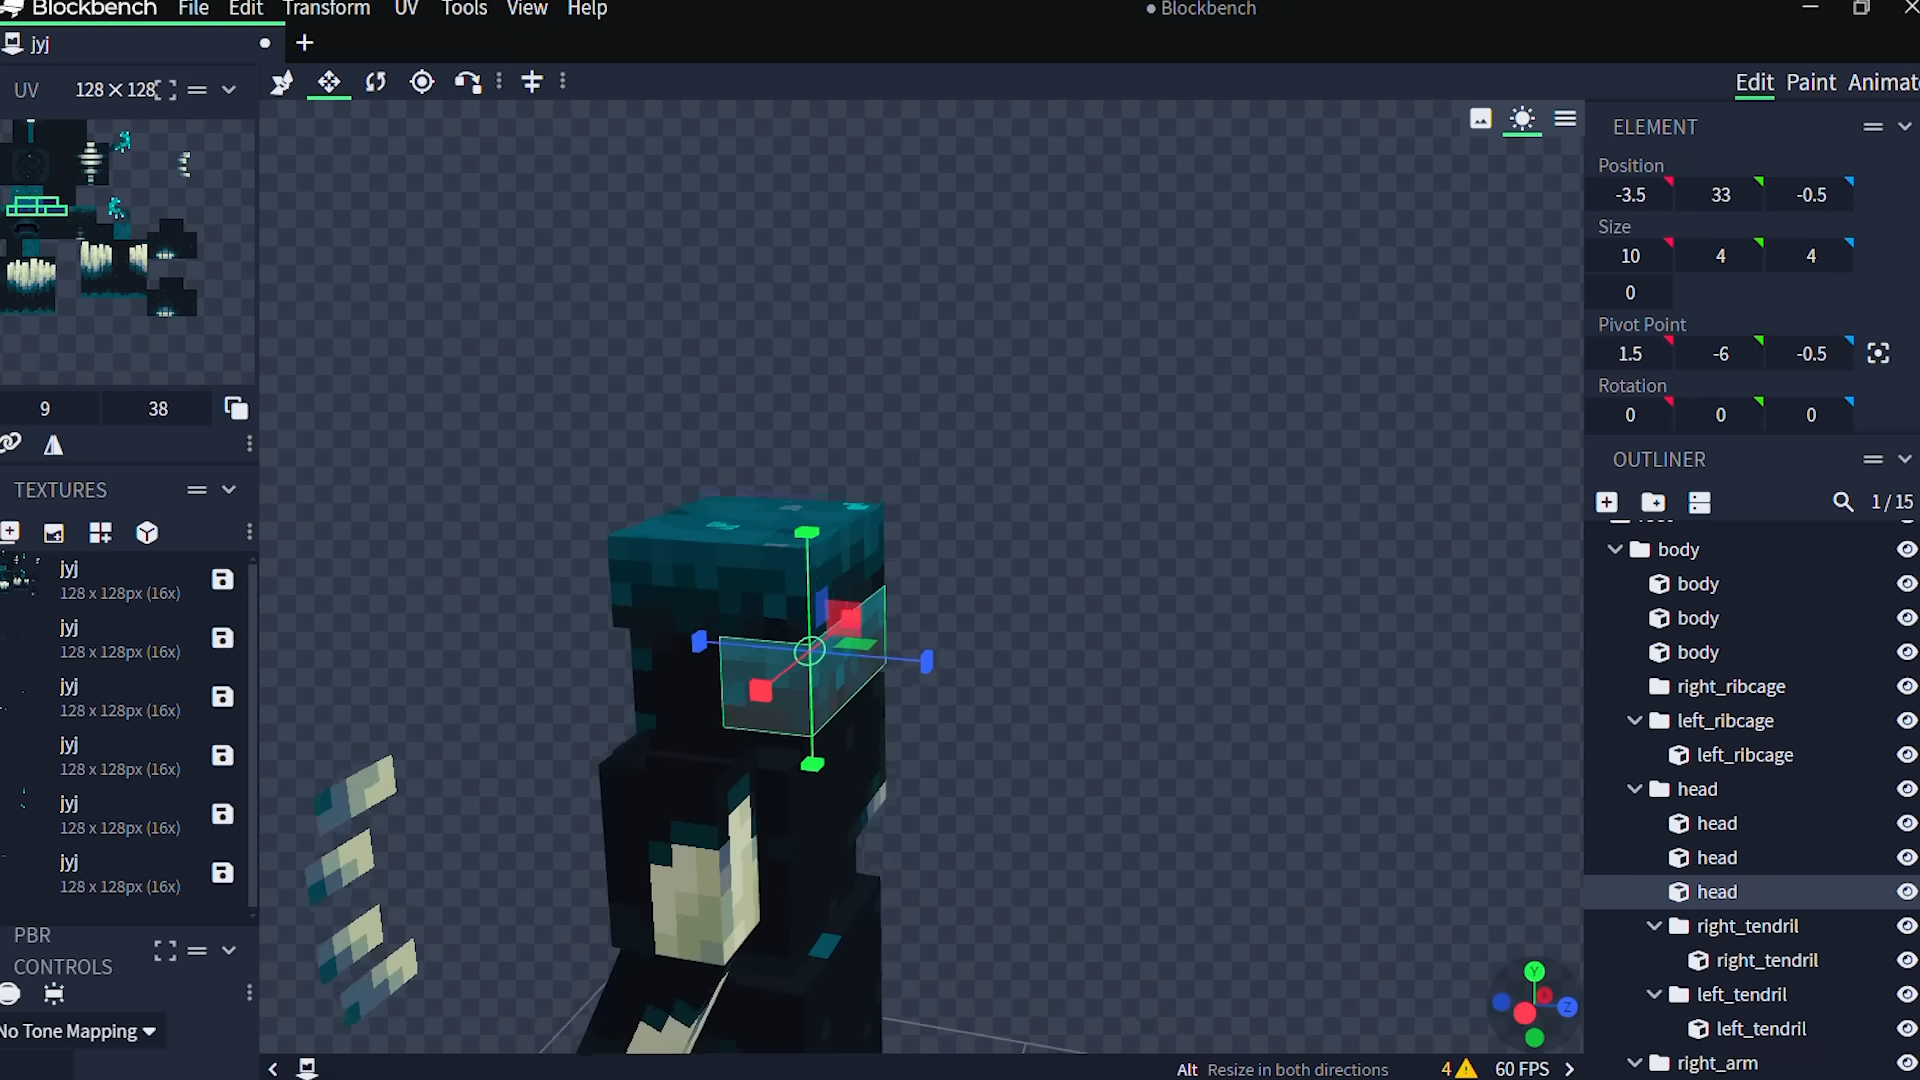 Blockbench File Edit Transform UV Tools View Help
● Blockbench
jyj
UV 128×128
Edit Paint Animat
ELEMENT
Position
-3.5 33 -0.5
Size
10 4 4
0
Pivot Point
1.5 -6 -0.5
Rotation
0 0 0
9 38
TEXTURES
jyj
128 x 128px (16x)
jyj
128 x 128px (16x)
jyj
128 x 128px (16x)
jyj
128 x 128px (16x)
jyj
128 x 128px (16x)
jyj
128 x 128px (16x)
PBR
CONTROLS
No Tone Mapping
OUTLINER
1/15
body
body
body
body
right_ribcage
left_ribcage
left_ribcage
head
head
head
head
right_tendril
right_tendril
left_tendril
left_tendril
right_arm
Y
Z
Alt Resize in both directions
4 60 FPS